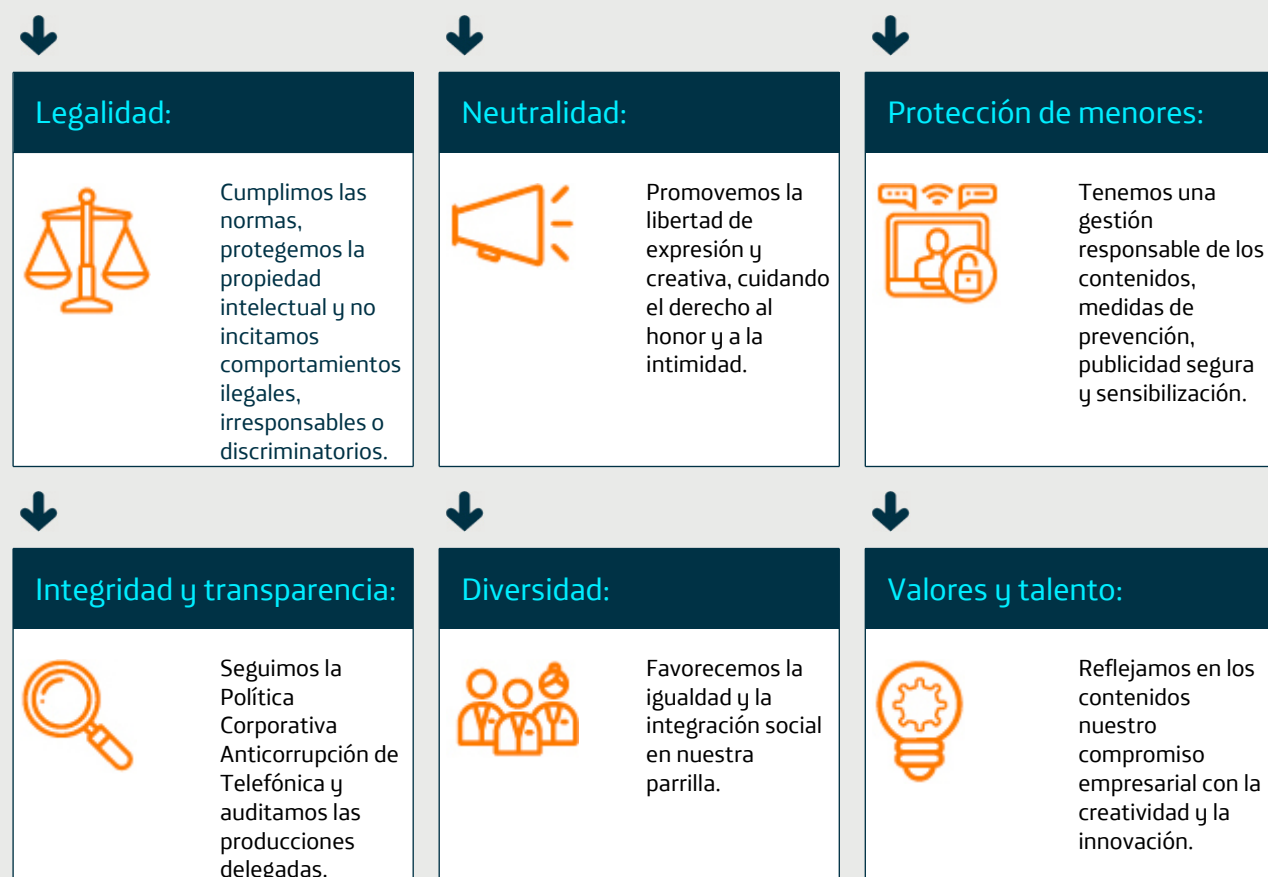 Legalidad:
Cumplimos las
normas,
protegemos la
propiedad
intelectual y no
incitamos
comportamientos
ilegales,
irresponsables o
discriminatorios.
Neutralidad:
Promovemos la
libertad de
expresión y
creativa, cuidando
el derecho al
honor y a la
intimidad.
Protección de menores:
Tenemos una
gestión
responsable de los
contenidos,
medidas de
prevención,
publicidad segura
y sensibilización.
Integridad y transparencia:
Seguimos la
Política
Corporativa
Anticorrupción de
Telefónica y
auditamos las
producciones
delegadas.
Diversidad:
Favorecemos la
igualdad y la
integración social
en nuestra
parrilla.
Valores y talento:
Reflejamos en los
contenidos
nuestro
compromiso
empresarial con la
creatividad y la
innovación.